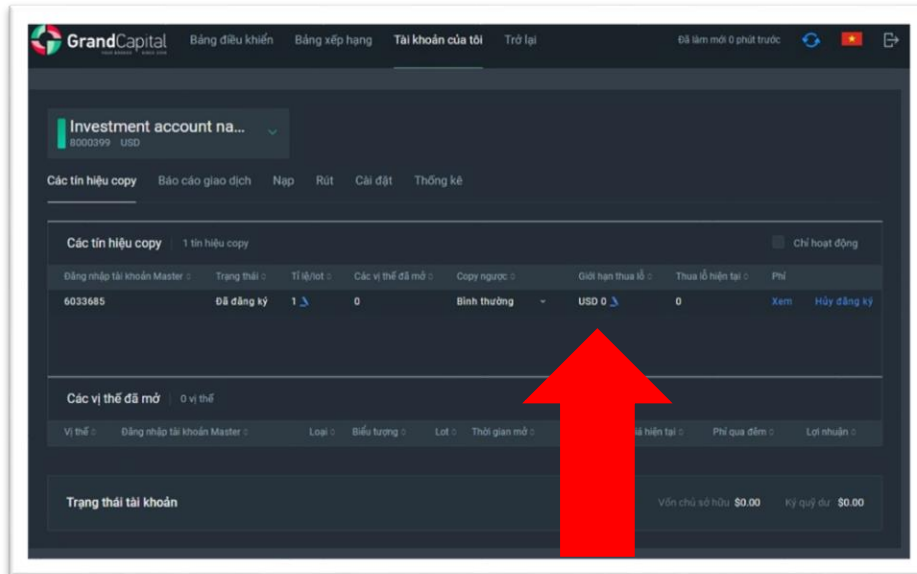 GrandCapital Bảng điều khiển Bảng xếp hạng Tài khoản của tôi Trở lại Đã làm mới 0 phút trước
Investment account na...
8000399 USD
Các tín hiệu copy Báo cáo giao dịch Nạp Rút Cài đặt Thống kê
Các tín hiệu copy 1 tín hiệu copy Chỉ hoạt động
Đăng nhập tài khoản Master Trạng thái Tỉ lệ/lot Các vị thế đã mở Copy ngược Giới hạn thua lỗ Thua lỗ hiện tại Phí
6033685 Đã đăng ký 1 0 Bình thường USD 0 0 Xem Hủy đăng ký
Các vị thế đã mở 0 vị thế
Vị thế Đăng nhập tài khoản Master Loại Biểu tượng Lot Thời gian mở hiện tại Phí qua đêm Lợi nhuận
Trạng thái tài khoản Vốn chủ sở hữu $0.00 Ký quỹ dư $0.00